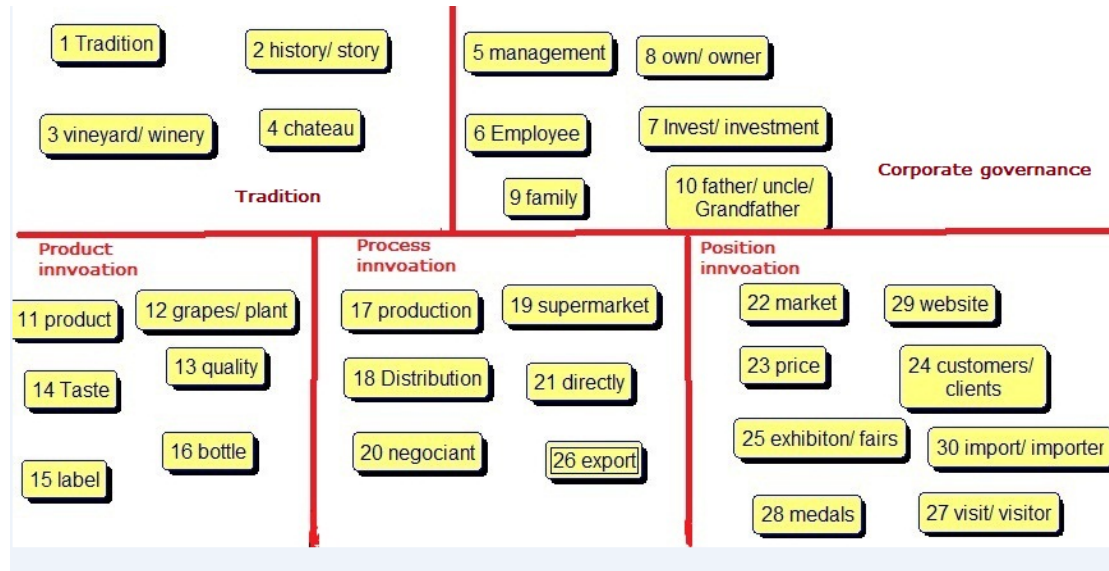 1 Tradition
2 history/ story
3 vineyard/ winery
4 chateau
Tradition
5 management
8 own/ owner
6 Employee
7 Invest/ investment
9 family
10 father/ uncle/
Grandfather
Corporate governance
Product
innvoation
11 product
12 grapes/ plant
13 quality
14 Taste
16 bottle
15 label
Process
innvoation
17 production
19 supermarket
18 Distribution
21 directly
20 negociant
26 export
Position
innvoation
22 market
29 website
23 price
24 customers/
clients
25 exhibiton/ fairs
30 import/ importer
28 medals
27 visit/ visitor